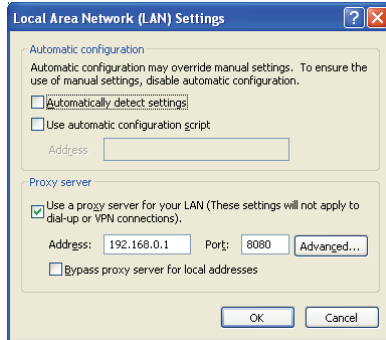 Local Area Network (LAN) Settings
Automatic configuration
Automatic configuration may override manual settings. To ensure the
use of manual settings, disable automatic configuration.
Automatically detect settings
Use automatic configuration script
Address
Proxy server
Use a proxy server for your LAN (These settings will not apply to
dial-up or VPN connections).
Address: 192.168.0.1 Port: 8080 Advanced...
Bypass proxy server for local addresses
OK Cancel